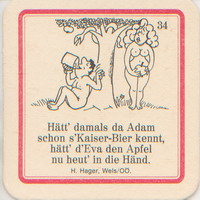 34
Hätt' damals da Adam
schon s'Kaiser-Bier kennt,
hätt' d'Eva den Apfel
nu heut' in die Händ.
H. Hager, Wels/OÖ.